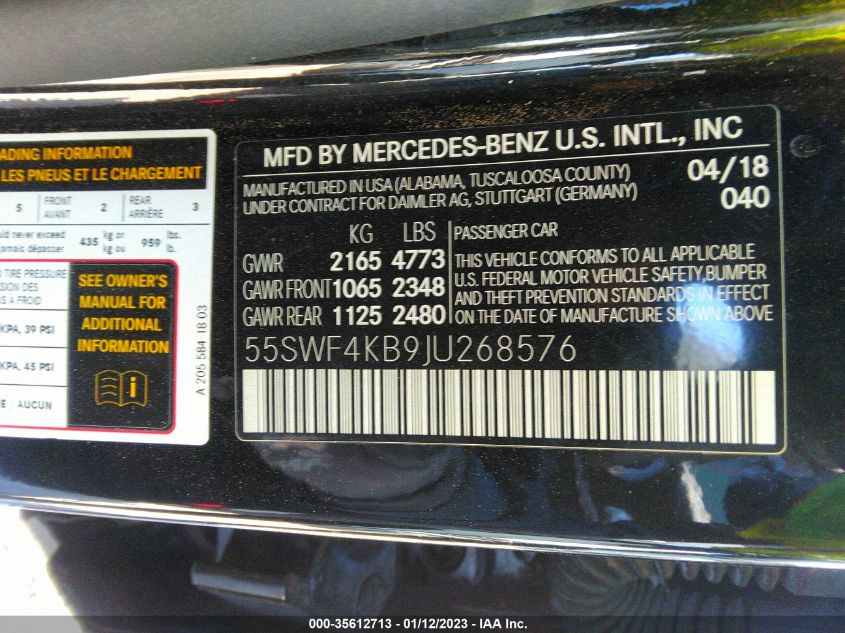 ADING INFORMATION
LES PNEUS ET LE CHARGEMENT
5 FRONT AVANT 2 REAR ARRIÈRE 3
uld never exceed
jamais dépasser 435 kg or kg ou 959 lbs. lb.
TIRE PRESSURE
SION DES
S À FROID
KPA, 39 PSI
KPA, 45 PSI
E / AUCUN
SEE OWNER'S
MANUAL FOR
ADDITIONAL
INFORMATION
A 205 584 18 03
MFD BY MERCEDES-BENZ U.S. INTL., INC
MANUFACTURED IN USA (ALABAMA, TUSCALOOSA COUNTY) 04/18
UNDER CONTRACT FOR DAIMLER AG, STUTTGART (GERMANY) 040
KG LBS
GVWR 2165 4773
GAWR FRONT 1065 2348
GAWR REAR 1125 2480
PASSENGER CAR
THIS VEHICLE CONFORMS TO ALL APPLICABLE
U.S. FEDERAL MOTOR VEHICLE SAFETY,BUMPER
AND THEFT PREVENTION STANDARDS IN EFFECT
ON THE DATE OF MANUFACTURE SHOWN ABOVE
55SWF4KB9JU268576
000-35612713 - 01/12/2023 - IAA Inc.